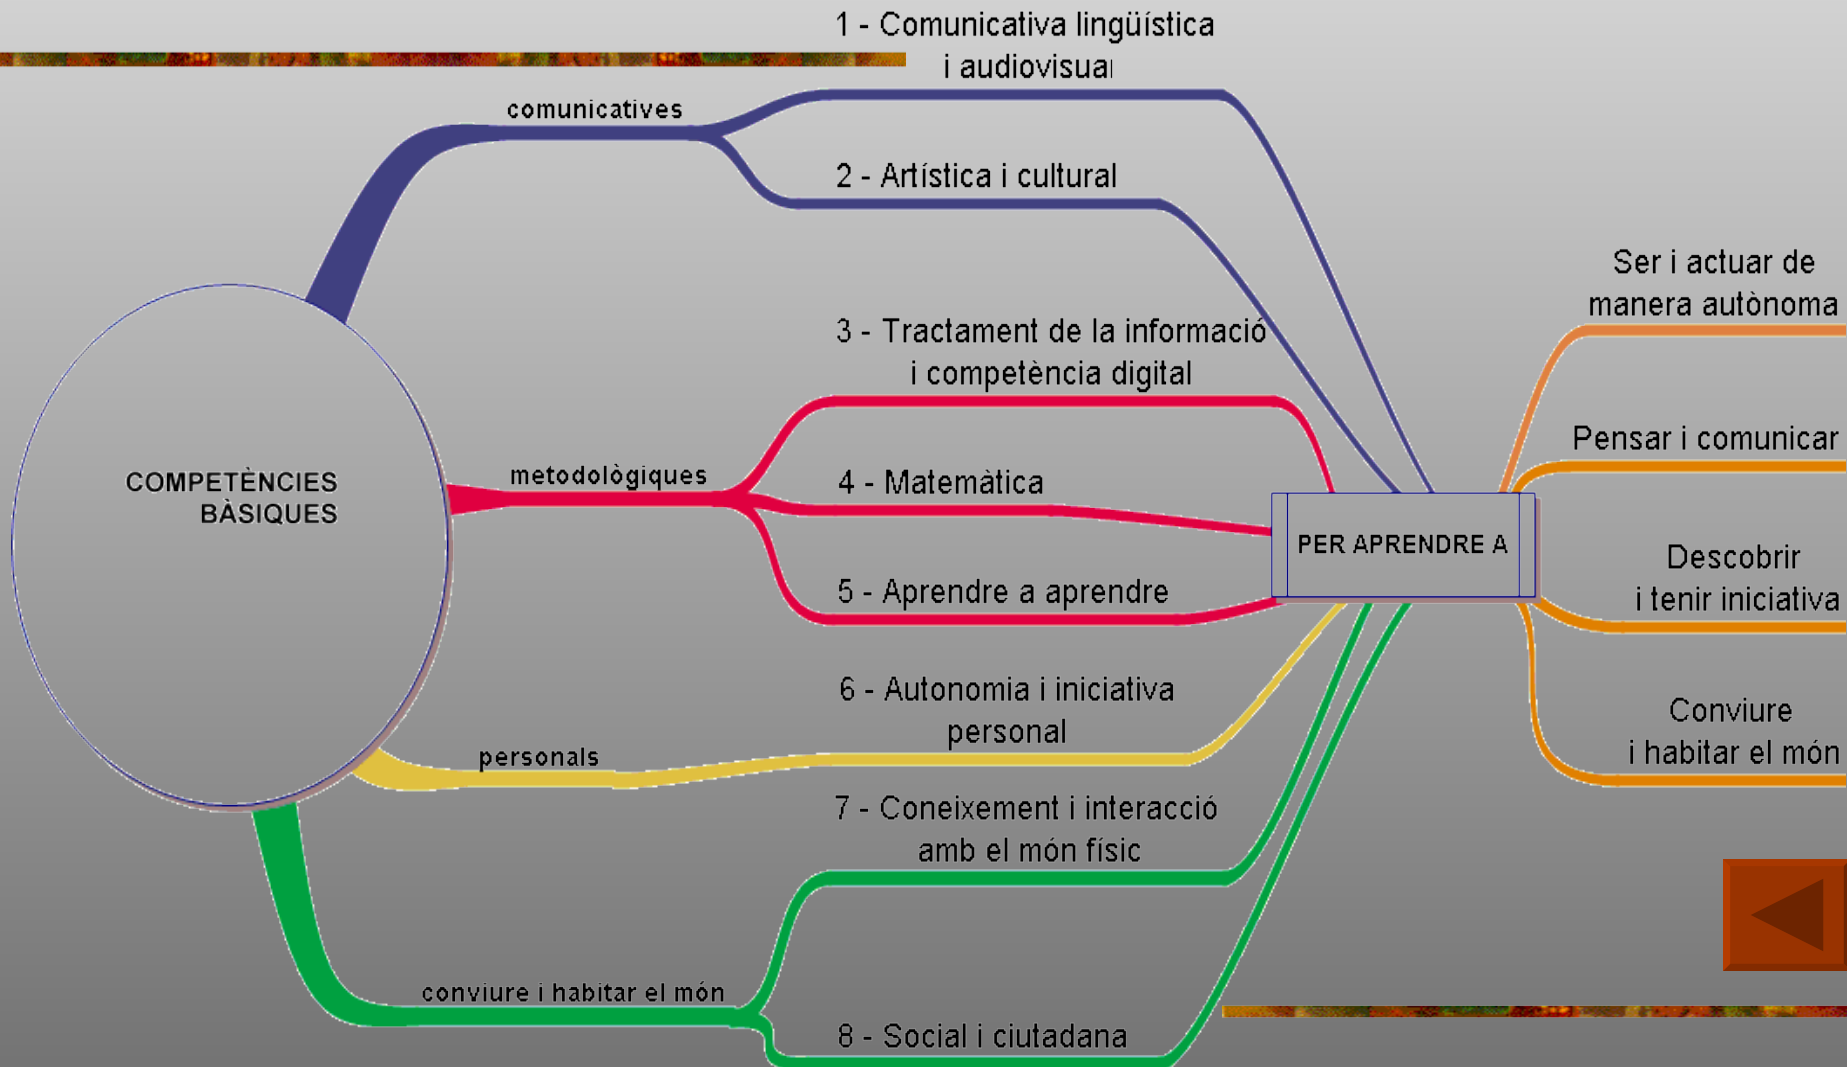 1 - Comunicativa lingüística
i audiovisual
comunicatives
2 - Artística i cultural
Ser i actuar de
manera autònoma
3 - Tractament de la informació
i competència digital
Pensar i comunicar
COMPETÈNCIES
BÀSIQUES
metodològiques
4 - Matemàtica
PER APRENDRE A
Descobrir
i tenir iniciativa
5 - Aprendre a aprendre
6 - Autonomia i iniciativa
personal
personals
Conviure
i habitar el món
7 - Coneixement i interacció
amb el món físic
conviure i habitar el món
8 - Social i ciutadana